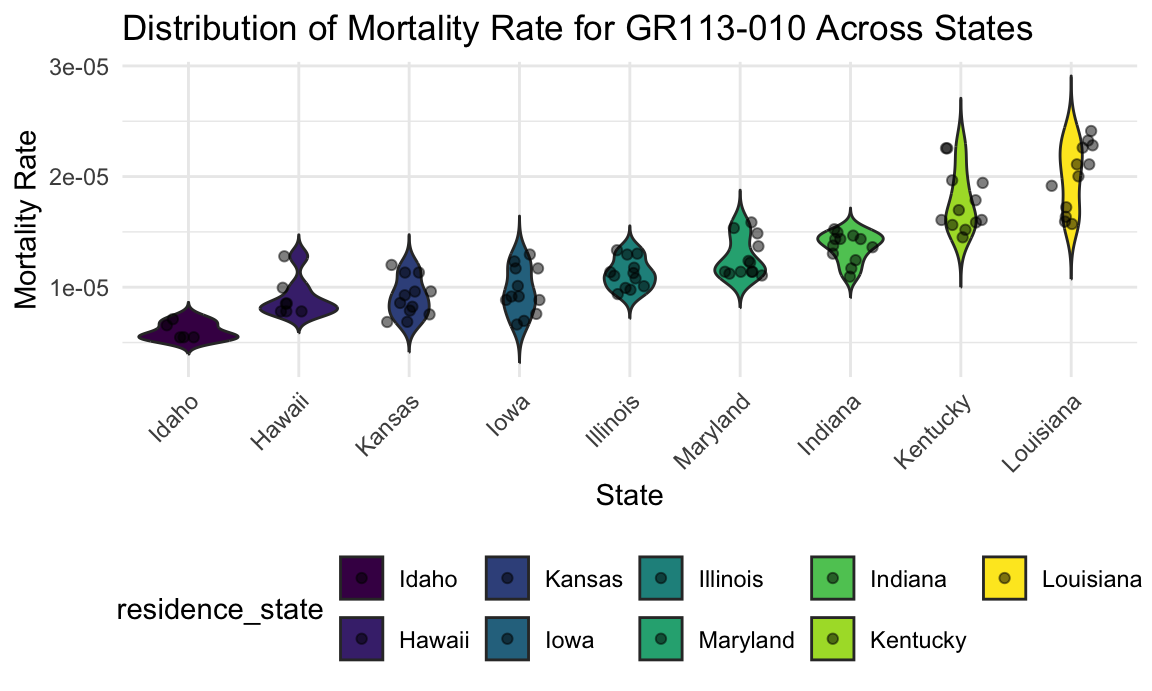 Distribution of Mortality Rate for GR113-010 Across States
Mortality Rate
3e-05
2e-05
1e-05
Idaho
Hawaii
Kansas
Iowa
Illinois
Maryland
Indiana
Kentucky
Louisiana
State
residence_state
Idaho
Hawaii
Kansas
Iowa
Illinois
Maryland
Indiana
Kentucky
Louisiana